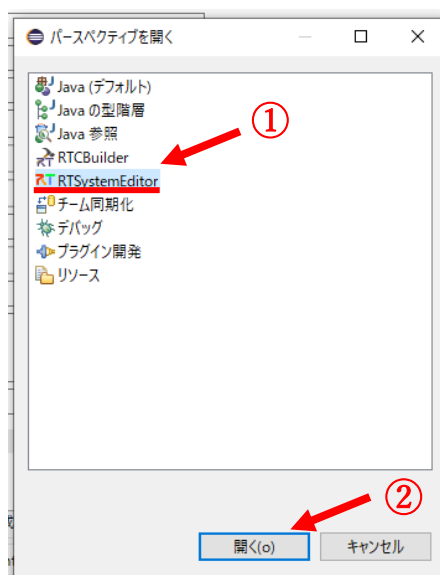 パースペクティブを開く
Java (デフォルト)
Java の型階層
①
Java 参照
RTCBuilder
RTSystemEditor
チーム同期化
デバッグ
プラグイン開発
リソース
②
開く(o)
キャンセル